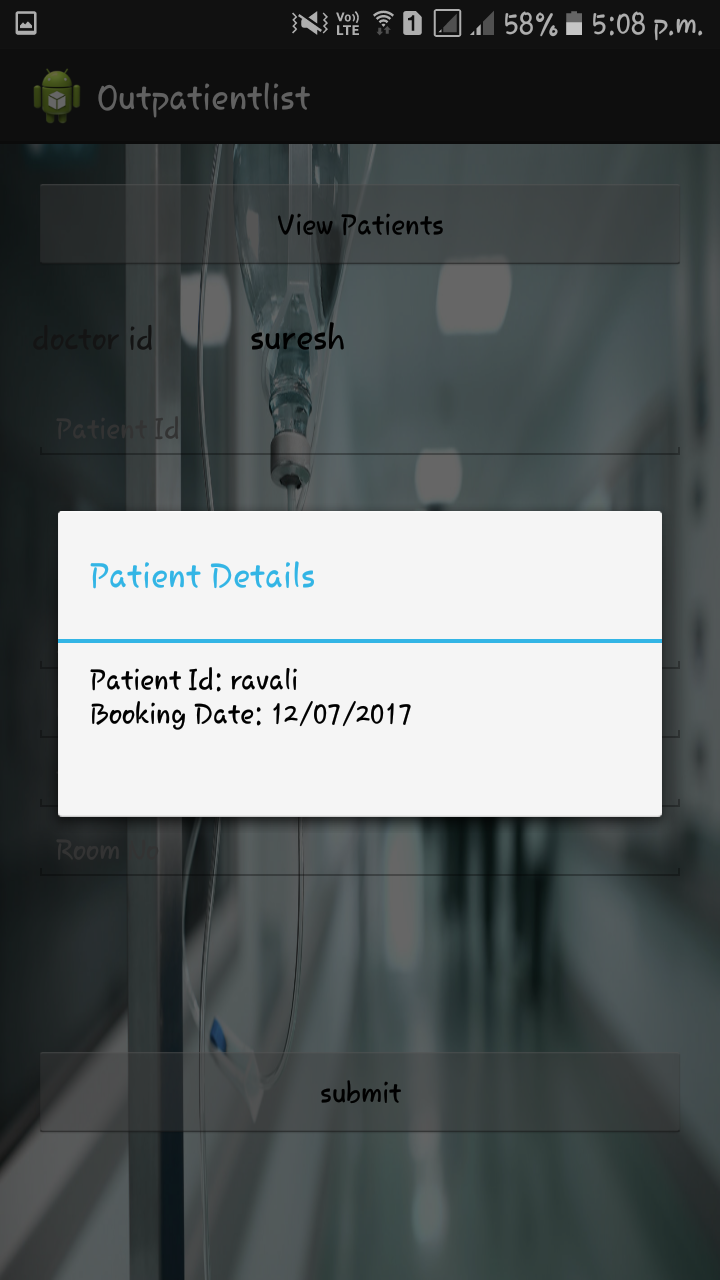 Vo)) LTE 1 58% 5:08 p.m.
Outpatientlist
View Patients
doctor id suresh
Patient Id
Patient Details
Patient Id: ravali
Booking Date: 12/07/2017
Room No
submit